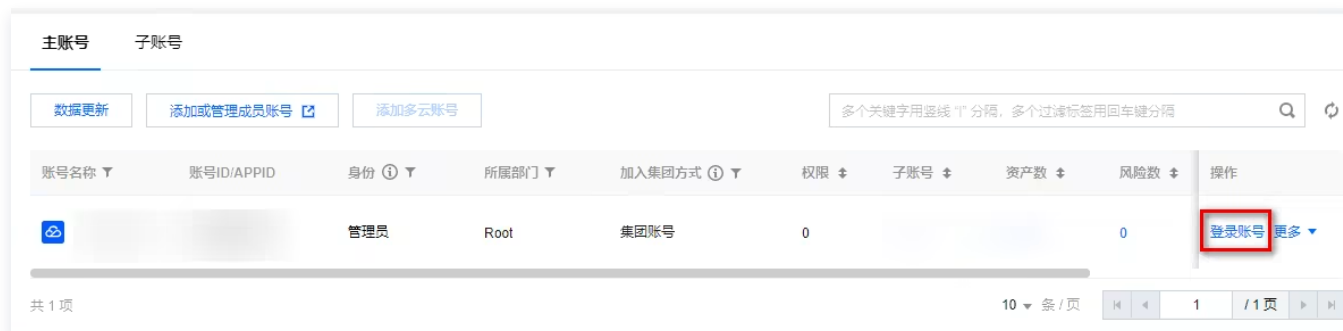 主账号 子账号
数据更新 添加或管理成员账号 添加多云账号 多个关键字用竖线 "|" 分隔，多个过滤标签用回车键分隔
账号名称 账号ID/APPID 身份 所属部门 加入集团方式 权限 子账号 资产数 风险数 操作
管理员 Root 集团账号 0 0 登录账号 更多
共 1 项 10 条 / 页 1 / 1 页